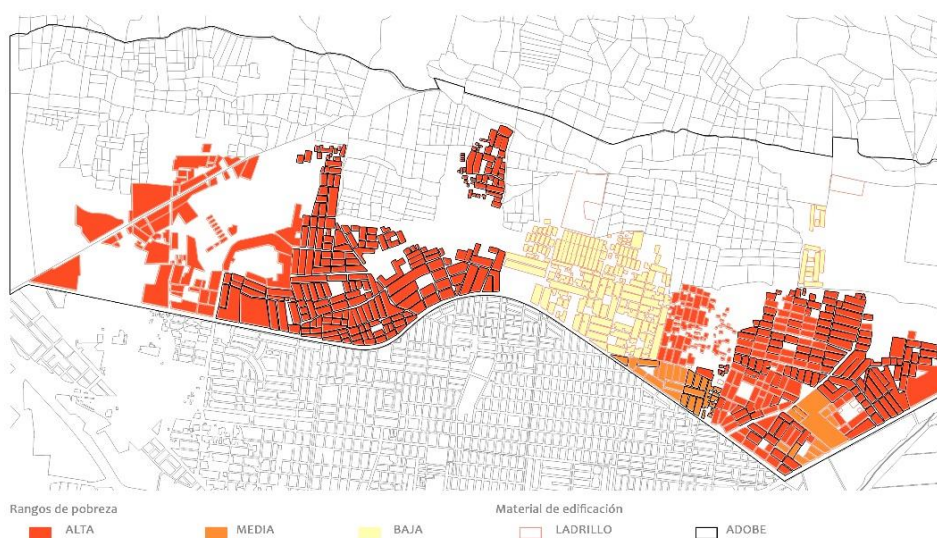 Rangos de pobreza
Material de edificación
ALTA
MEDIA
BAJA
LADRILLO
ADOBE